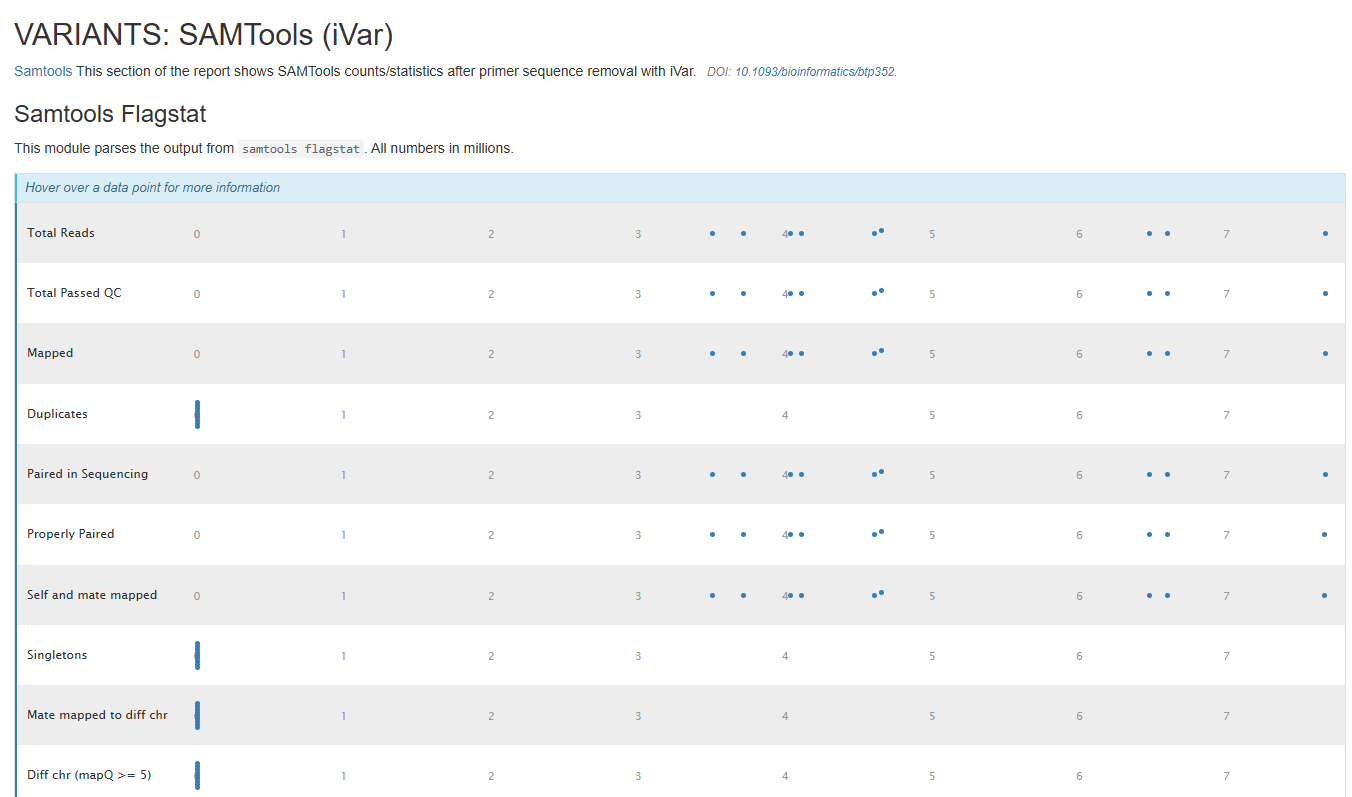 VARIANTS: SAMTools (iVar)
Samtools This section of the report shows SAMTools counts/statistics after primer sequence removal with iVar. DOI: 10.1093/bioinformatics/btp352.
Samtools Flagstat
This module parses the output from samtools flagstat . All numbers in millions.
Hover over a data point for more information
Total Reads 0 1 2 3 4 5 6 7
Total Passed QC 0 1 2 3 4 5 6 7
Mapped 0 1 2 3 4 5 6 7
Duplicates 1 2 3 4 5 6 7
Paired in Sequencing 0 1 2 3 4 5 6 7
Properly Paired 0 1 2 3 4 5 6 7
Self and mate mapped 0 1 2 3 4 5 6 7
Singletons 1 2 3 4 5 6 7
Mate mapped to diff chr 1 2 3 4 5 6 7
Diff chr (mapQ >= 5) 1 2 3 4 5 6 7